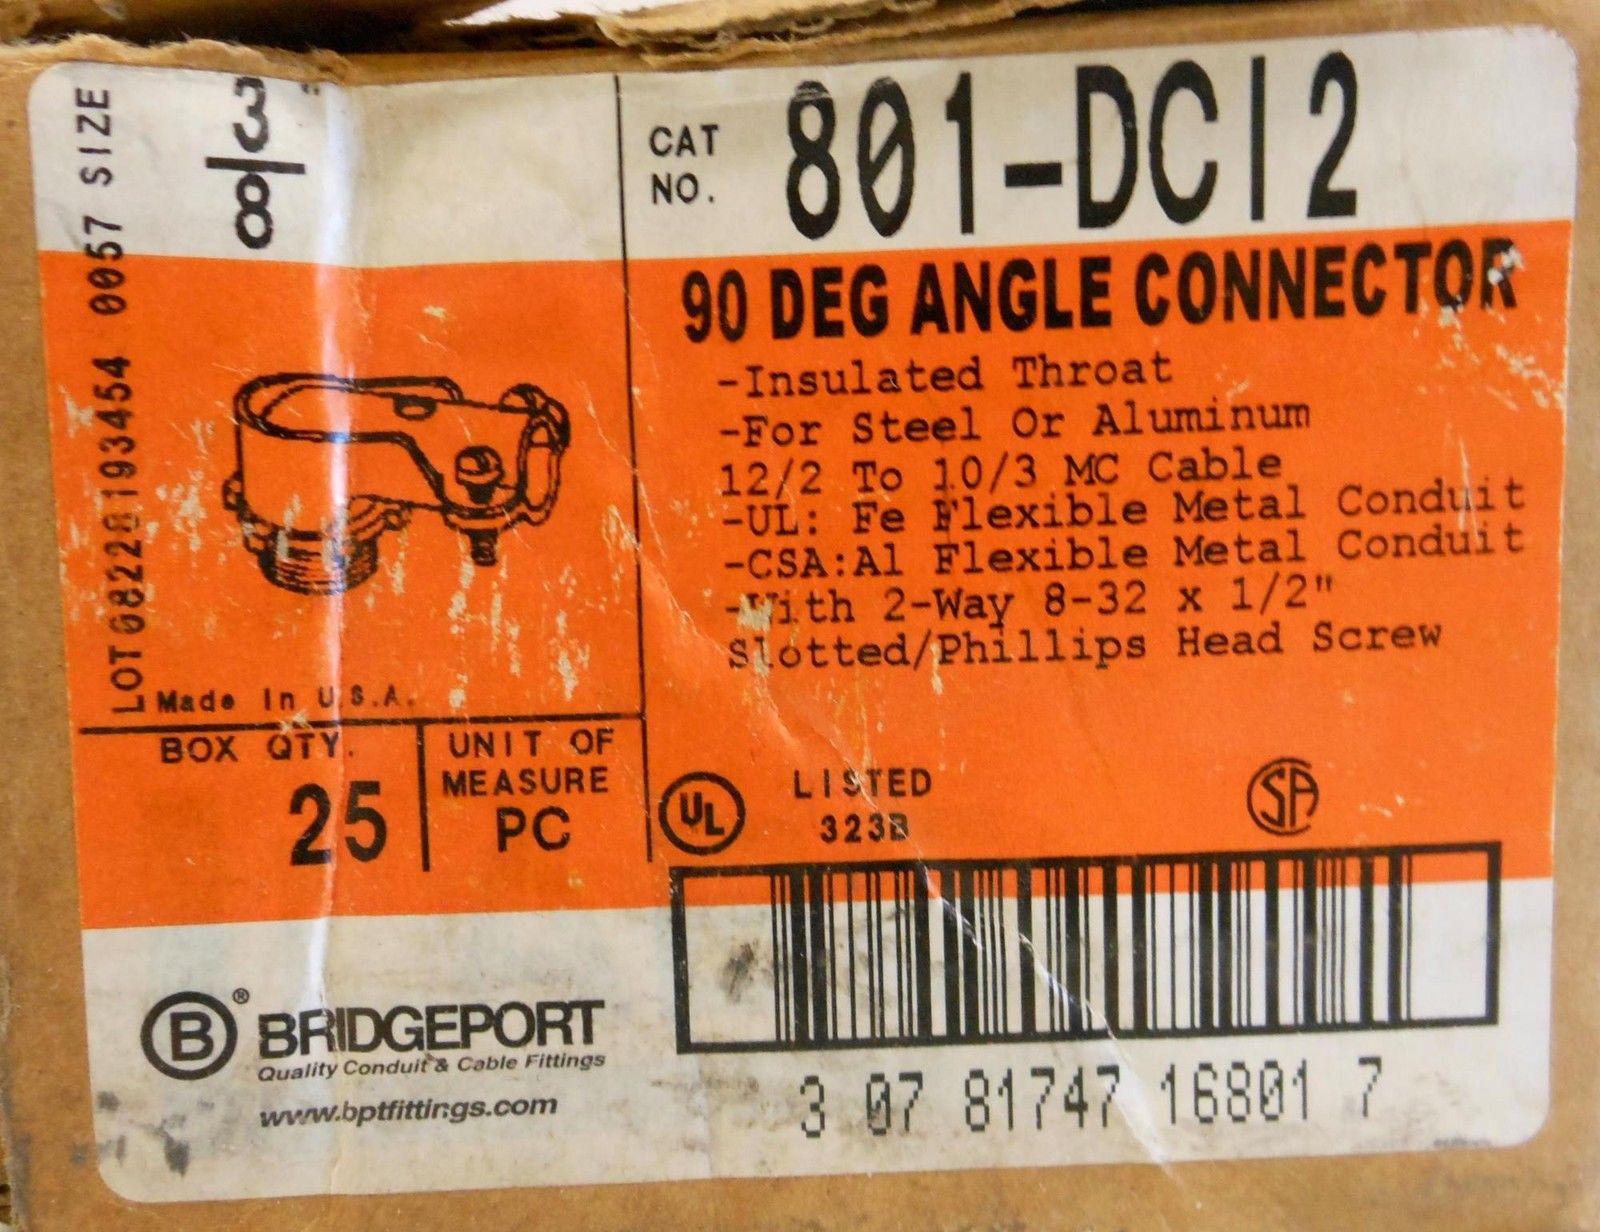 SIZE 3/8"
LOT 082228193454 0057
CAT NO. 801-DCI2
90 DEG ANGLE CONNECTOR
-Insulated Throat
-For Steel Or Aluminum
12/2 To 10/3 MC Cable
-UL: Fe Flexible Metal Conduit
-CSA:Al Flexible Metal Conduit
-With 2-Way 8-32 x 1/2"
Slotted/Phillips Head Screw
Made In U.S.A.
BOX QTY.
25
UNIT OF
MEASURE
PC
UL
LISTED
323B
SA
B® BRIDGEPORT
Quality Conduit & Cable Fittings
www.bptfittings.com
3 07 81747 16801 7